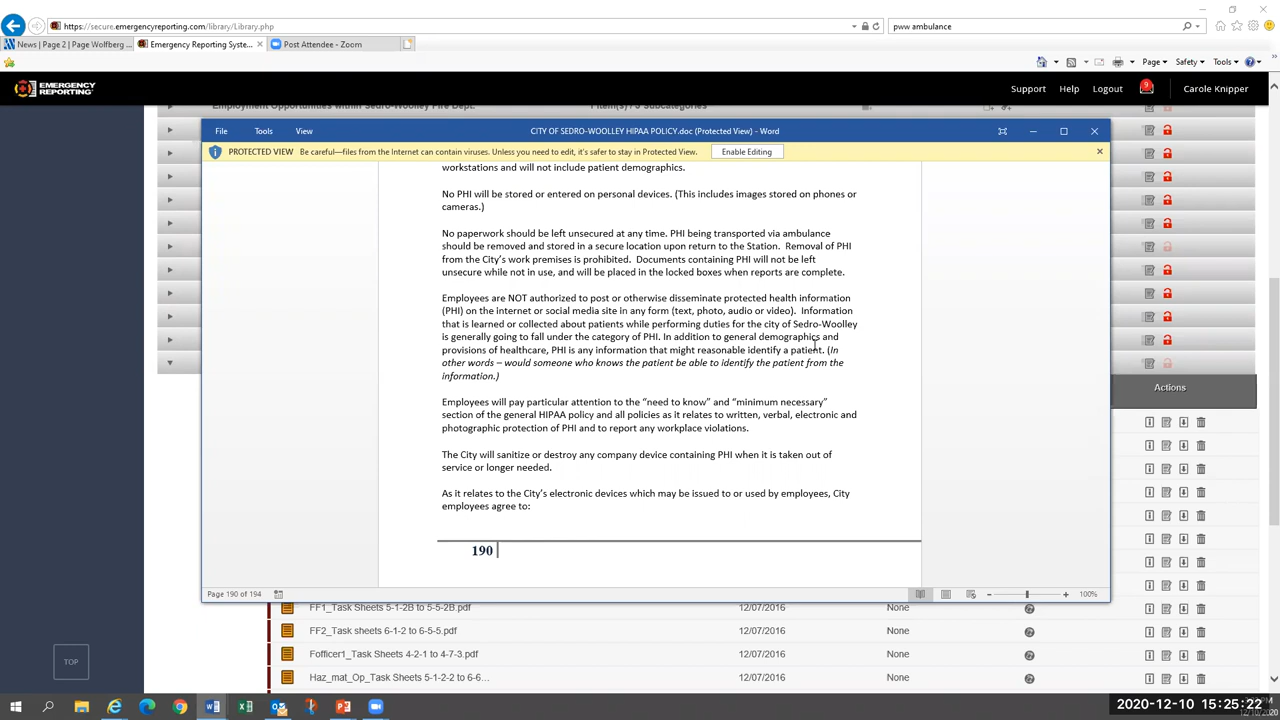 https://secure.emergencyreporting.com/library/Library.php
pww ambulance
News | Page 2 | Page Wolfberg ...
Emergency Reporting Syste...
Post Attendee - Zoom
Page
Safety
Tools
EMERGENCY
REPORTING
Support
Help
Logout
9
Carole Knipper
Employment Opportunities within Sedro-Woolley Fire Dept.
1 item(s) / 3 Subcategories
File
Tools
View
CITY OF SEDRO-WOOLLEY HIPAA POLICY.doc (Protected View) - Word
PROTECTED VIEW Be careful—files from the Internet can contain viruses. Unless you need to edit, it's safer to stay in Protected View.
Enable Editing
workstations and will not include patient demographics.
No PHI will be stored or entered on personal devices. (This includes images stored on phones or
cameras.)
No paperwork should be left unsecured at any time. PHI being transported via ambulance
should be removed and stored in a secure location upon return to the Station. Removal of PHI
from the City's work premises is prohibited. Documents containing PHI will not be left
unsecure while not in use, and will be placed in the locked boxes when reports are complete.
Employees are NOT authorized to post or otherwise disseminate protected health information
(PHI) on the internet or social media site in any form (text, photo, audio or video). Information
that is learned or collected about patients while performing duties for the city of Sedro-Woolley
is generally going to fall under the category of PHI. In addition to general demographics and
provisions of healthcare, PHI is any information that might reasonable identify a patient. (In
other words – would someone who knows the patient be able to identify the patient from the
information.)
Employees will pay particular attention to the “need to know” and “minimum necessary”
section of the general HIPAA policy and all policies as it relates to written, verbal, electronic and
photographic protection of PHI and to report any workplace violations.
The City will sanitize or destroy any company device containing PHI when it is taken out of
service or longer needed.
As it relates to the City's electronic devices which may be issued to or used by employees, City
employees agree to:
190
Page 190 of 194
100%
Actions
FF1_Task Sheets 5-1-2B to 5-5-2B.pdf
12/07/2016
None
FF2_Task sheets 6-1-2 to 6-5-5.pdf
12/07/2016
None
Fofficer1_Task Sheets 4-2-1 to 4-7-3.pdf
12/07/2016
None
Haz_mat_Op_Task Sheets 5-1-2-2 to 6-6...
12/07/2016
None
TOP
2020-12-10 15:25:22